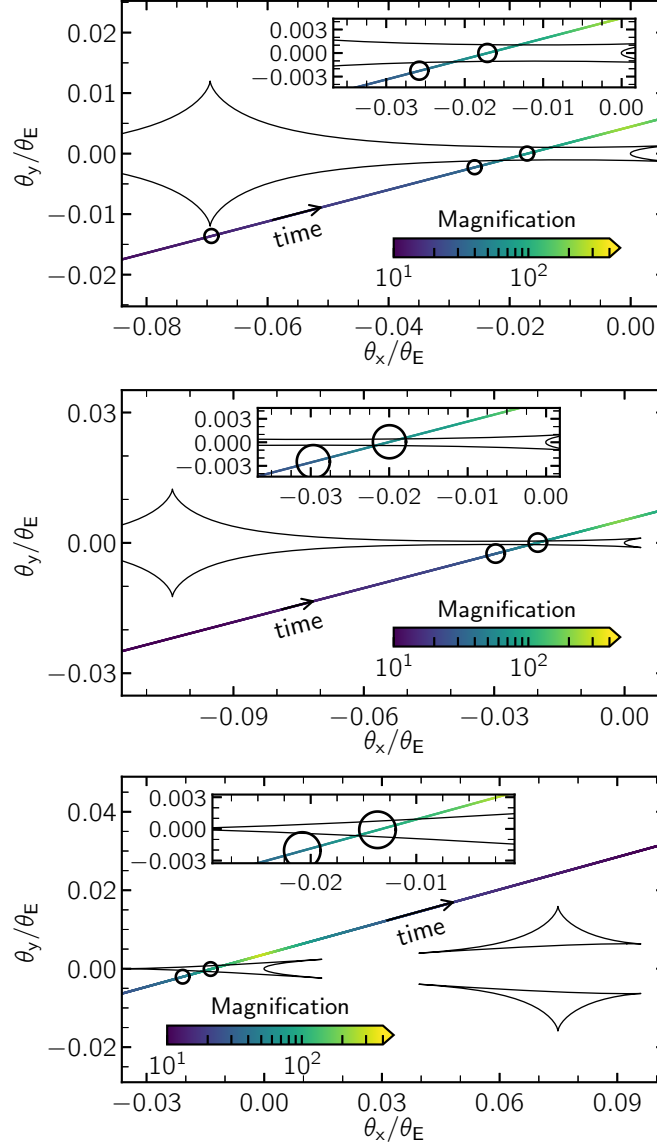 0.003
0.000
−0.003
−0.03 −0.02 −0.01 0.00
0.02
0.01
0.00
−0.01
−0.02
θy/θE
time
Magnification
10¹ 10²
−0.08 −0.06 −0.04 −0.02 0.00
θx/θE
0.003
0.000
−0.003
−0.03 −0.02 −0.01 0.00
0.03
0.00
−0.03
θy/θE
time
Magnification
10¹ 10²
−0.09 −0.06 −0.03 0.00
θx/θE
0.003
0.000
−0.003
−0.02 −0.01
0.04
0.02
0.00
−0.02
θy/θE
time
Magnification
10¹ 10²
−0.03 0.00 0.03 0.06 0.09
θx/θE